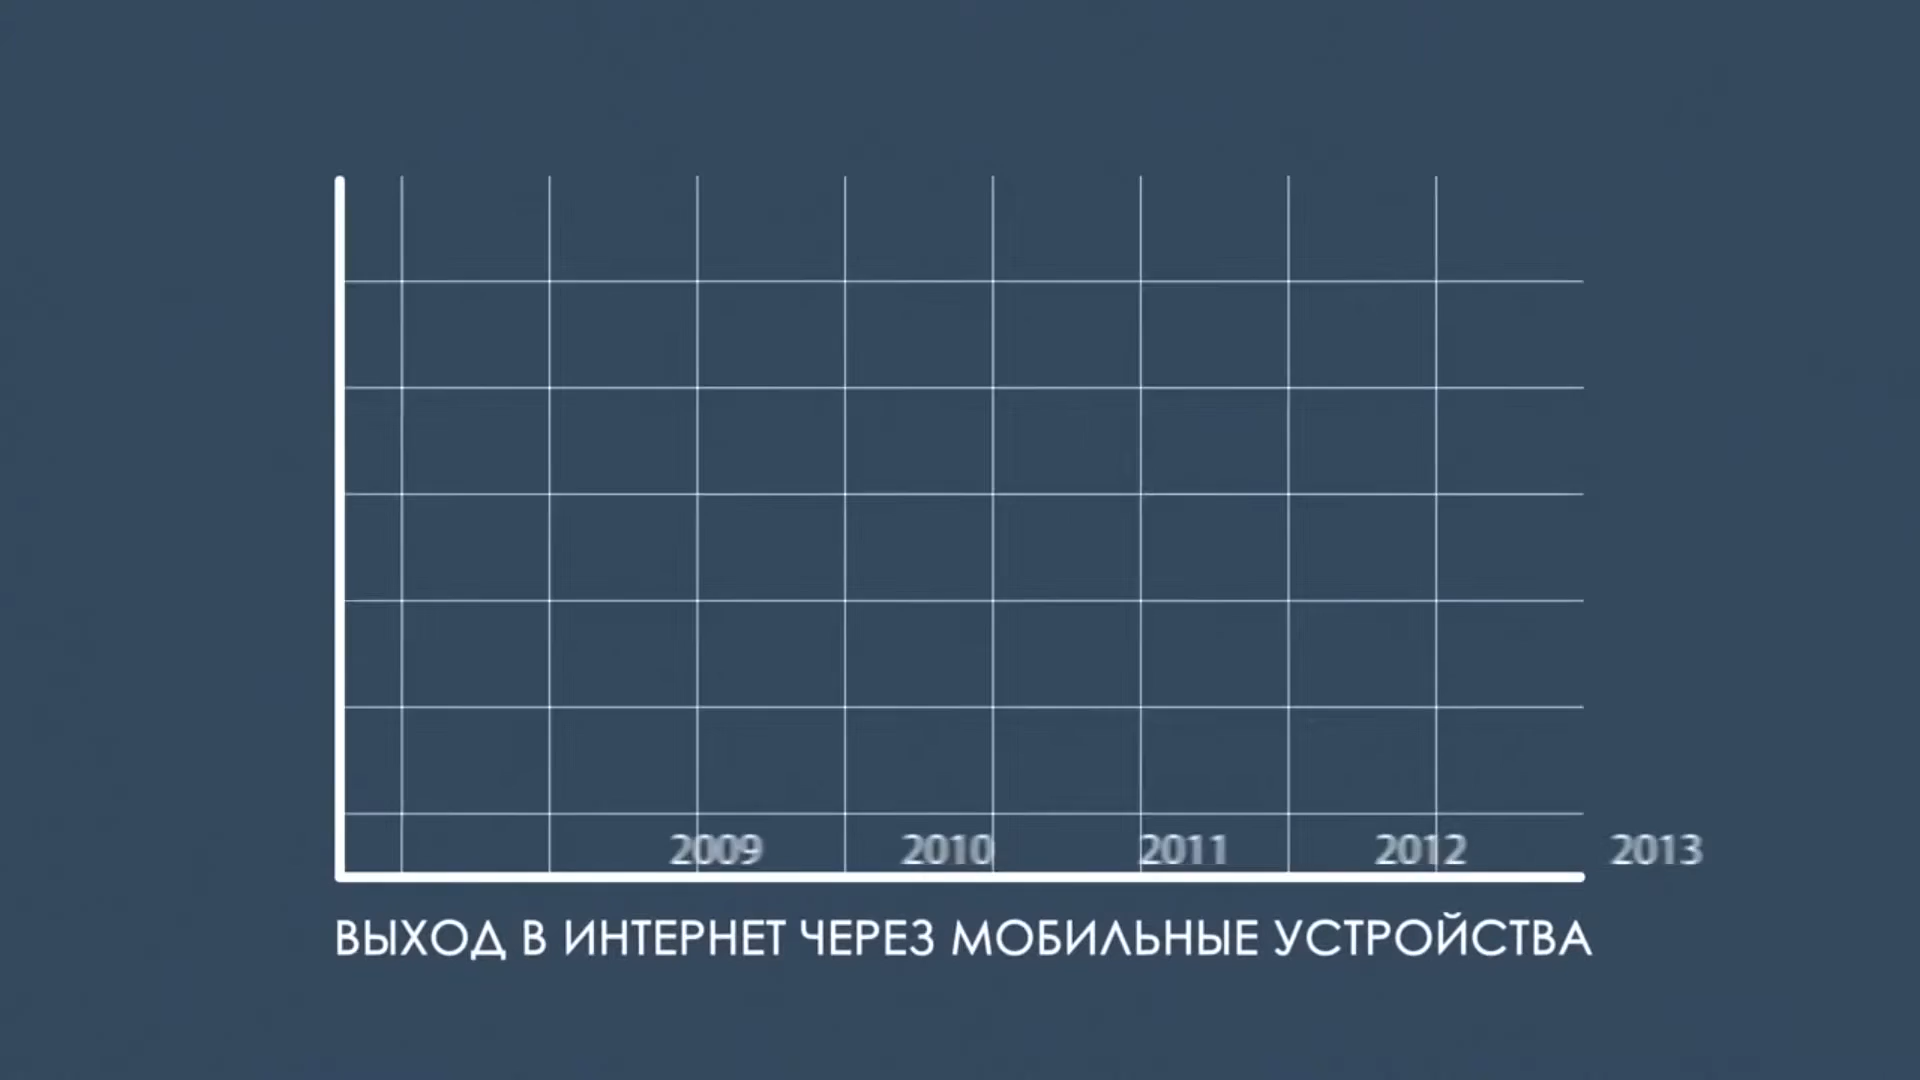 2009 2010 2011 2012 2013
ВЫХОД В ИНТЕРНЕТ ЧЕРЕЗ МОБИЛЬНЫЕ УСТРОЙСТВА